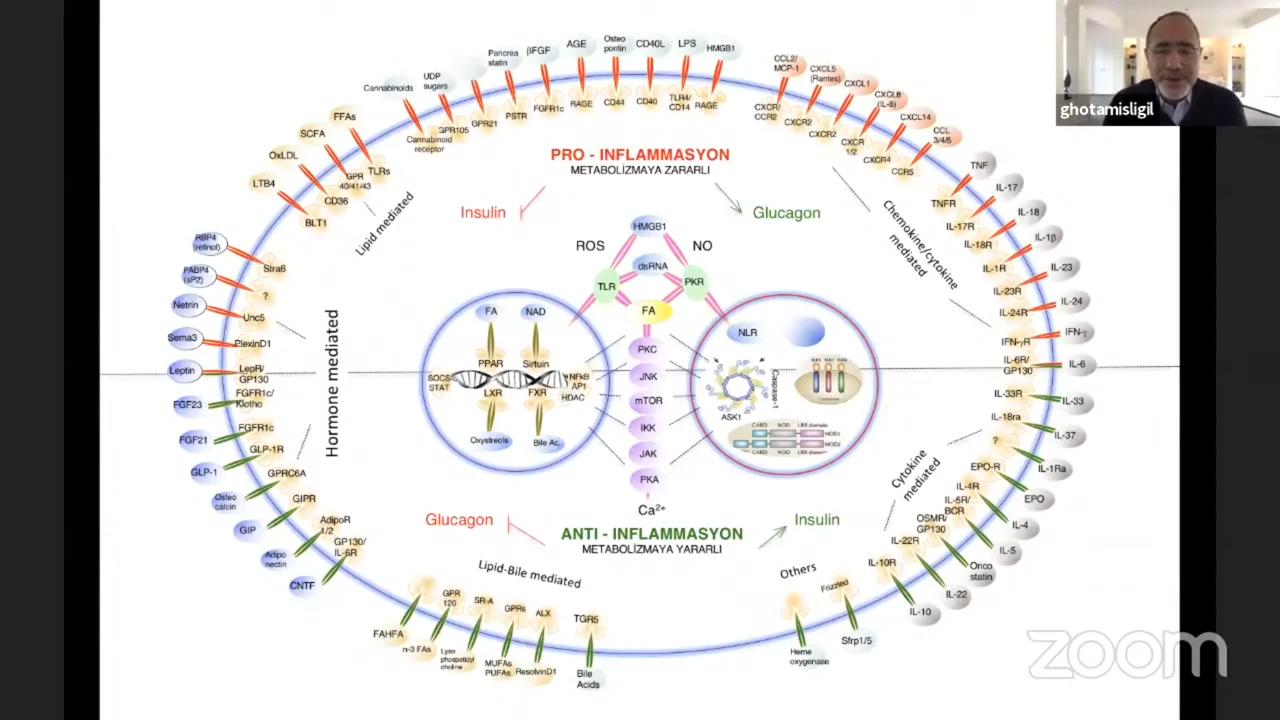 ghotamisligil
Pancrea
statin
βFGF
AGE
Osteo
pontin
CD40L
LPS
HMGB1
Cannabinoids
UDP
sugars
FFAs
SCFA
OxLDL
LTB4
CCL2/
MCP-1
CXCL5
(Rantes)
CXCL1
CXCL8
(IL-8)
CXCL14
CCL
3/4/5
TNF
IL-17
IL-18
IL-1β
IL-23
IL-24
IFN-γ
IL-6
IL-33
IL-37
IL-1Ra
EPO
IL-4
IL-5
Onco
statin
IL-22
IL-10
Cannabinoid
receptor
GPR105
GPR21
PSTR
FGFR1c
RAGE
CD44
CD40
TLR4/
CD14
RAGE
CXCR/
CCR2
CXCR2
CXCR2
CXCR
1/2
CXCR4
CCR5
TNFR
IL-17R
IL-18R
IL-1R
IL-23R
IL-24R
IFN-γR
IL-6R/
GP130
IL-33R
IL-18ra
?
EPO-R
IL-4R
IL-5R/
BCR
OSMR/
GP130
IL-22R
IL-10R
TLRs
GPR
40/41/43
CD36
BLT1
Lipid mediated
Chemokine/cytokine
mediated
PRO - INFLAMMASYON
METABOLİZMAYA ZARARLI
Insulin
Glucagon
RBP4
(retinol)
FABP4
(aP2)
Netrin
Sema3
Leptin
FGF23
FGF21
GLP-1
Osteo
calcin
GIP
Adipo
nectin
CNTF
Stra6
?
Unc5
PlexinD1
LepR/
GP130
FGFR1c/
Klotho
FGFR1c
GLP-1R
GPRC6A
GIPR
AdipoR
1/2
GP130/
IL-6R
Hormone mediated
HMGB1
ROS
NO
dsRNA
TLR
PKR
FA
PKC
JNK
mTOR
IKK
JAK
PKA
Ca²⁺
FA
NAD
PPAR
Sirtuin
SOCS
STAT
NFkB
AP1
HDAC
LXR
FXR
Oxystreols
Bile Ac.
NLR
Caspase-1
ASK1
CARD
NOD
LRR domain
NOD1
NOD2
CARD
NOD
LRR domain
Glucagon
Insulin
ANTI - INFLAMMASYON
METABOLİZMAYA YARARLI
Cytokine
mediated
Lipid-Bile mediated
Others
GPR
120
SR-A
GPRs
ALX
TGR5
Frizzled
FAHFA
n-3 FAs
Lyso
phospatidyl
choline
MUFAs
PUFAs
ResolvinD1
Bile
Acids
Heme
oxygenase
Sfrp1/5
zoom